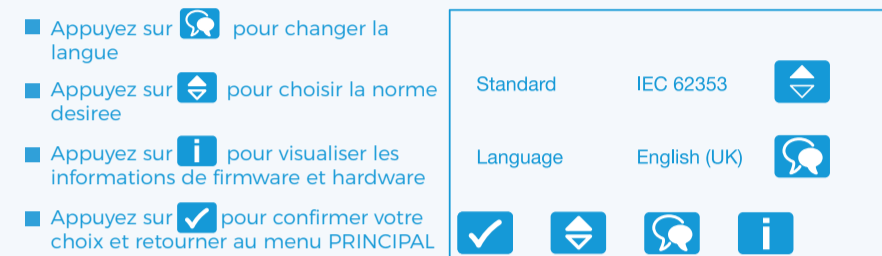 Appuyez sur pour changer la
langue
Appuyez sur pour choisir la norme
desiree
Appuyez sur i pour visualiser les
informations de firmware et hardware
Appuyez sur pour confirmer votre
choix et retourner au menu PRINCIPAL
Standard IEC 62353
Language English (UK)
i